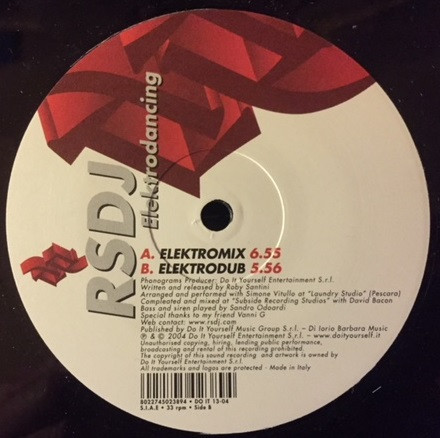 RSDJ
Elektrodancing
A. ELEKTROMIX 6.55
B. ELEKTRODUB 5.56
Phonograms Producer: Do It Yourself Entertainment S.r.l.
Written and released by Roby Santini
Arranged and performed with Simone Vitullo at "Laundry Studio" (Pescara)
Compleated and mixed at "Subside Recording Studios" with David Bacon
Bass and siren played by Sandro Odoardi
Special thanks to my friend Vanni G
Web contact: www.rsdj.com
Published by Do It Yourself Music Group S.r.l. – Di Iorio Barbara Music
℗ & © 2004 Do It Yourself Entertainment S.r.l. – www.doityourself.it
Unauthorised copying, hiring, lending public performance,
broadcasting and rental of this recording prohibited.
The copyright of this sound recording and artwork is owned by
Do It Yourself Entertainment S.r.l.
All trademarks and logos are protected · Made in Italy
8022745023894 • DO IT 13-04
S.I.A.E • 33 rpm • Side B